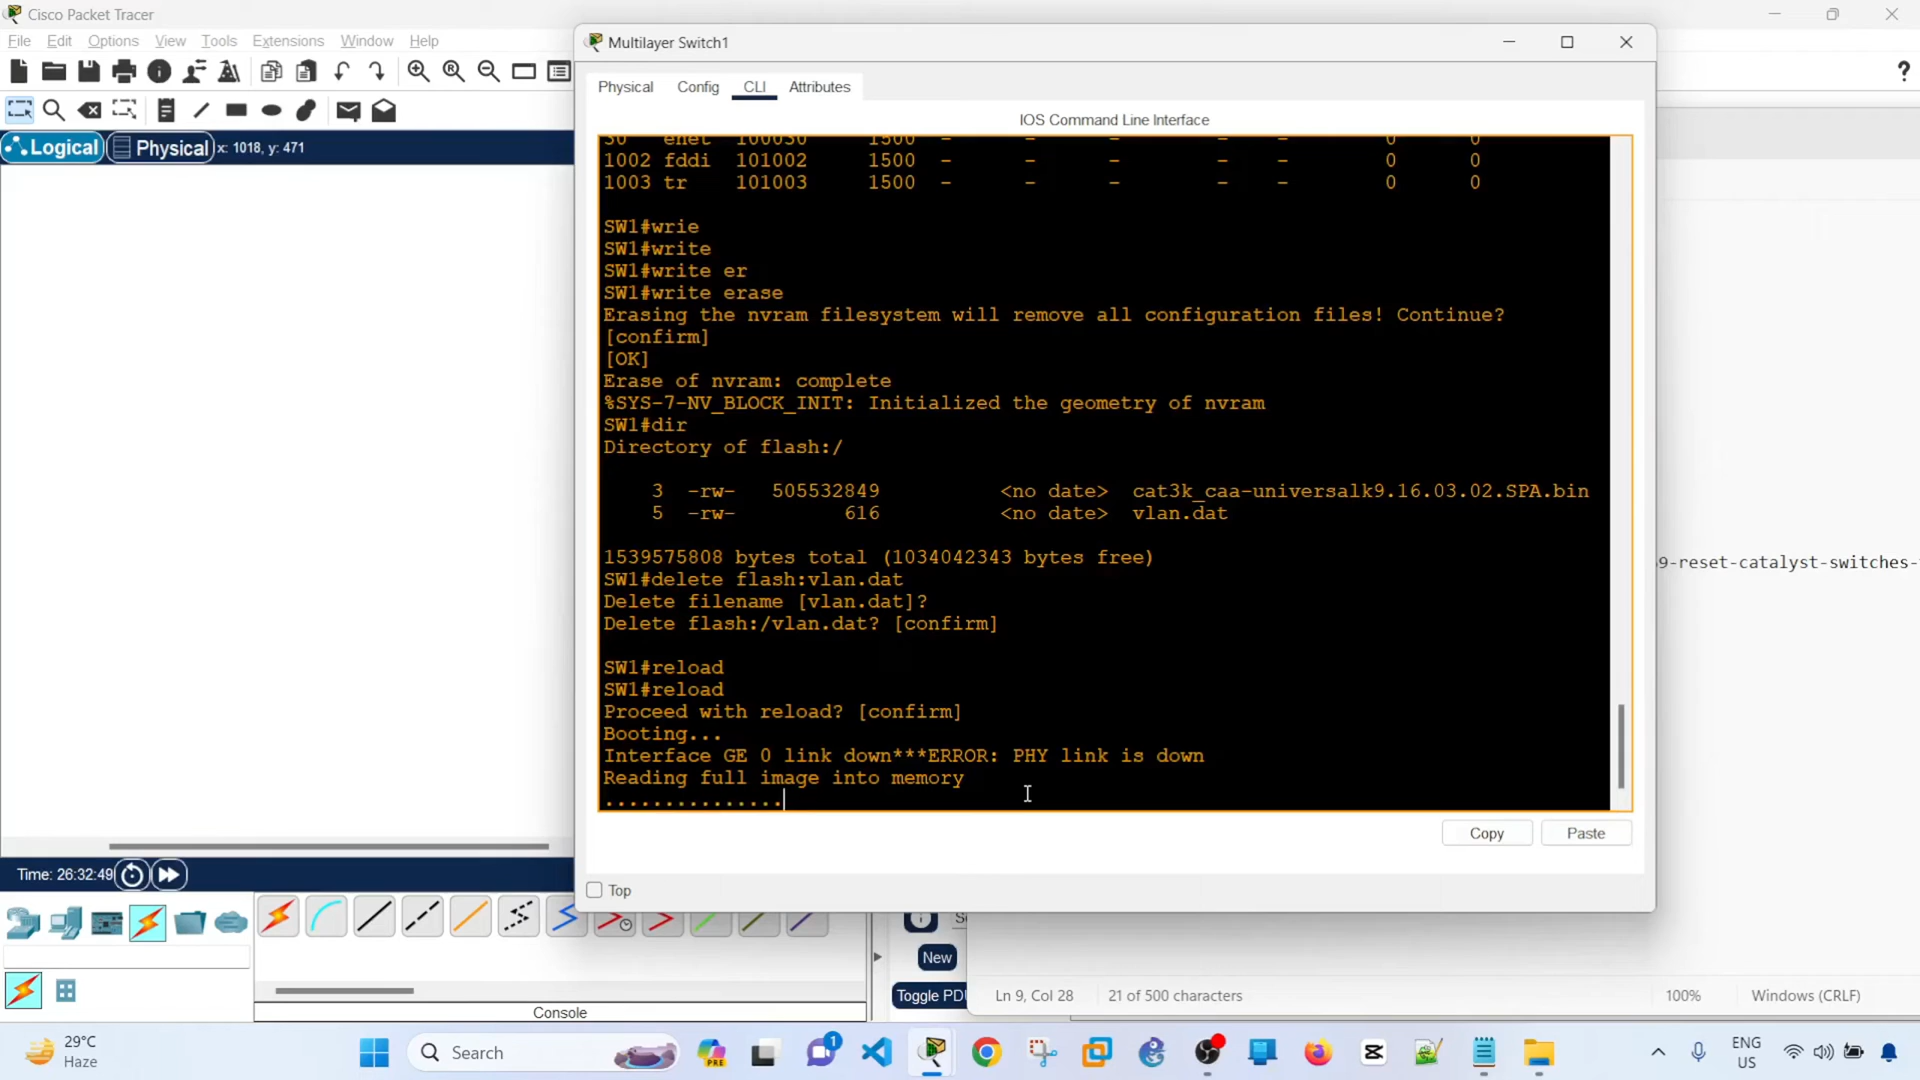 Cisco Packet Tracer
File Edit Options View Tools Extensions Window Help
Logical Physical x: 1018, y: 471
Multilayer Switch1
Physical Config CLI Attributes
IOS Command Line Interface
30 enet 100030 1500 - - - - - 0 0
1002 fddi 101002 1500 - - - - - 0 0
1003 tr 101003 1500 - - - - - 0 0
SW1#wrie
SW1#write
SW1#write er
SW1#write erase
Erasing the nvram filesystem will remove all configuration files! Continue?
[confirm]
[OK]
Erase of nvram: complete
%SYS-7-NV_BLOCK_INIT: Initialized the geometry of nvram
SW1#dir
Directory of flash:/
3 -rw- 505532849 <no date> cat3k_caa-universalk9.16.03.02.SPA.bin
5 -rw- 616 <no date> vlan.dat
1539575808 bytes total (1034042343 bytes free)
SW1#delete flash:vlan.dat
Delete filename [vlan.dat]?
Delete flash:/vlan.dat? [confirm]
SW1#reload
SW1#reload
Proceed with reload? [confirm]
Booting...
Interface GE 0 link down***ERROR: PHY link is down
Reading full image into memory
...............
Copy Paste
Top
9-reset-catalyst-switches-
Time: 26:32:49
New
Toggle PDU
Console
Ln 9, Col 28 21 of 500 characters 100% Windows (CRLF)
29°C
Haze
Search
PRE
1
ENG
US